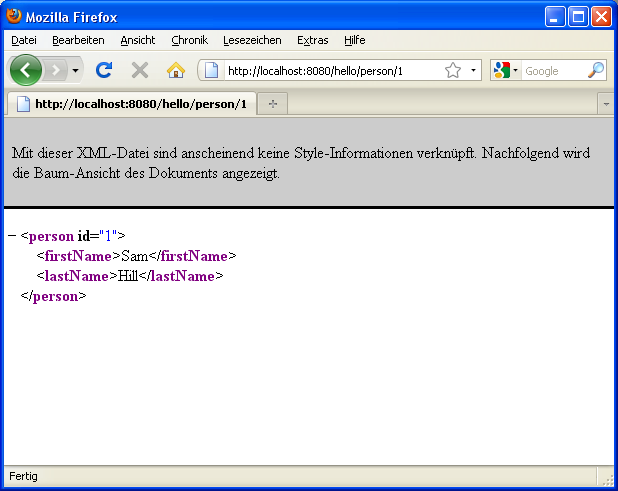 Mozilla Firefox
Datei Bearbeiten Ansicht Chronik Lesezeichen Extras Hilfe
http://localhost:8080/hello/person/1 Google
http://localhost:8080/hello/person/1
Mit dieser XML-Datei sind anscheinend keine Style-Informationen verknüpft. Nachfolgend wird
die Baum-Ansicht des Dokuments angezeigt.
− <person id="1">
<firstName>Sam</firstName>
<lastName>Hill</lastName>
</person>
Fertig